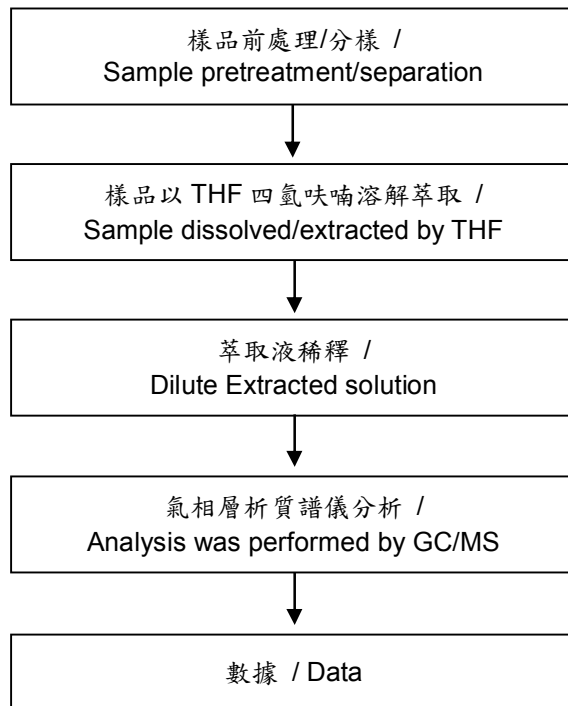 樣品前處理/分樣 /
Sample pretreatment/separation
樣品以 THF 四氫呋喃溶解萃取 /
Sample dissolved/extracted by THF
萃取液稀釋 /
Dilute Extracted solution
氣相層析質譜儀分析 /
Analysis was performed by GC/MS
數據 / Data